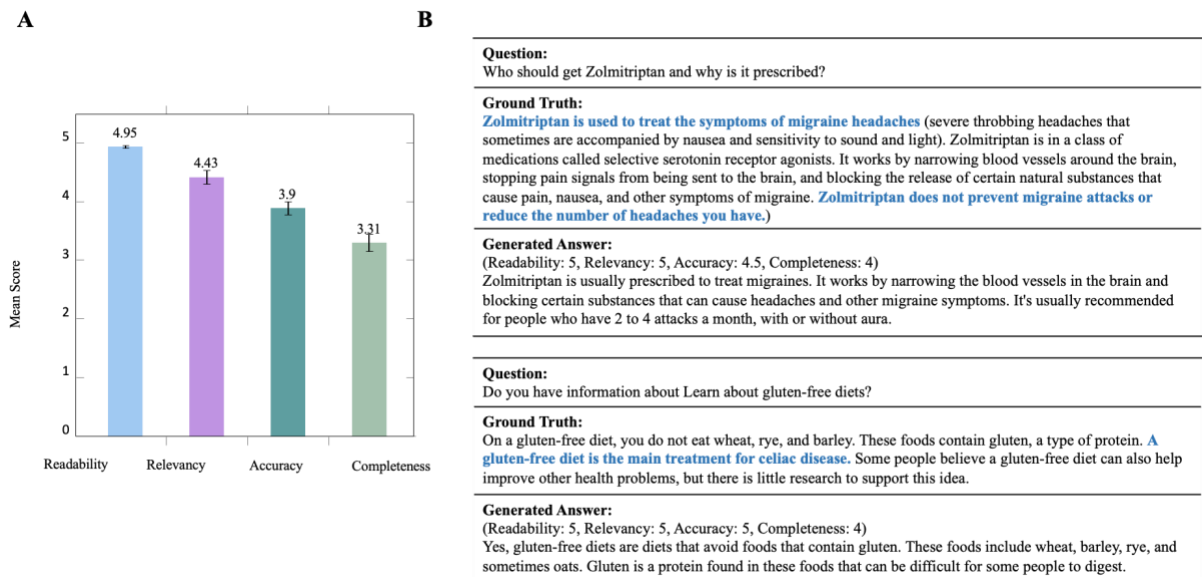 A
B
Mean Score
5
4
3
2
1
0
4.95
4.43
3.9
3.31
Readability
Relevancy
Accuracy
Completeness
Question:
Who should get Zolmitriptan and why is it prescribed?
Ground Truth:
Zolmitriptan is used to treat the symptoms of migraine headaches (severe throbbing headaches that
sometimes are accompanied by nausea and sensitivity to sound and light). Zolmitriptan is in a class of
medications called selective serotonin receptor agonists. It works by narrowing blood vessels around the brain,
stopping pain signals from being sent to the brain, and blocking the release of certain natural substances that
cause pain, nausea, and other symptoms of migraine. Zolmitriptan does not prevent migraine attacks or
reduce the number of headaches you have.)
Generated Answer:
(Readability: 5, Relevancy: 5, Accuracy: 4.5, Completeness: 4)
Zolmitriptan is usually prescribed to treat migraines. It works by narrowing the blood vessels in the brain and
blocking certain substances that can cause headaches and other migraine symptoms. It's usually recommended
for people who have 2 to 4 attacks a month, with or without aura.
Question:
Do you have information about Learn about gluten-free diets?
Ground Truth:
On a gluten-free diet, you do not eat wheat, rye, and barley. These foods contain gluten, a type of protein. A
gluten-free diet is the main treatment for celiac disease. Some people believe a gluten-free diet can also help
improve other health problems, but there is little research to support this idea.
Generated Answer:
(Readability: 5, Relevancy: 5, Accuracy: 5, Completeness: 4)
Yes, gluten-free diets are diets that avoid foods that contain gluten. These foods include wheat, barley, rye, and
sometimes oats. Gluten is a protein found in these foods that can be difficult for some people to digest.